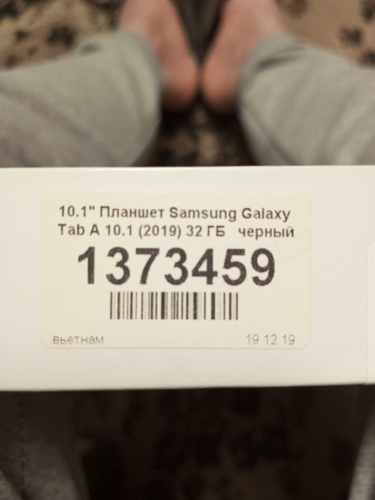 10.1" Планшет Samsung Galaxy
Tab A 10.1 (2019) 32 ГБ черный
1373459
вьетнам 19 12 19